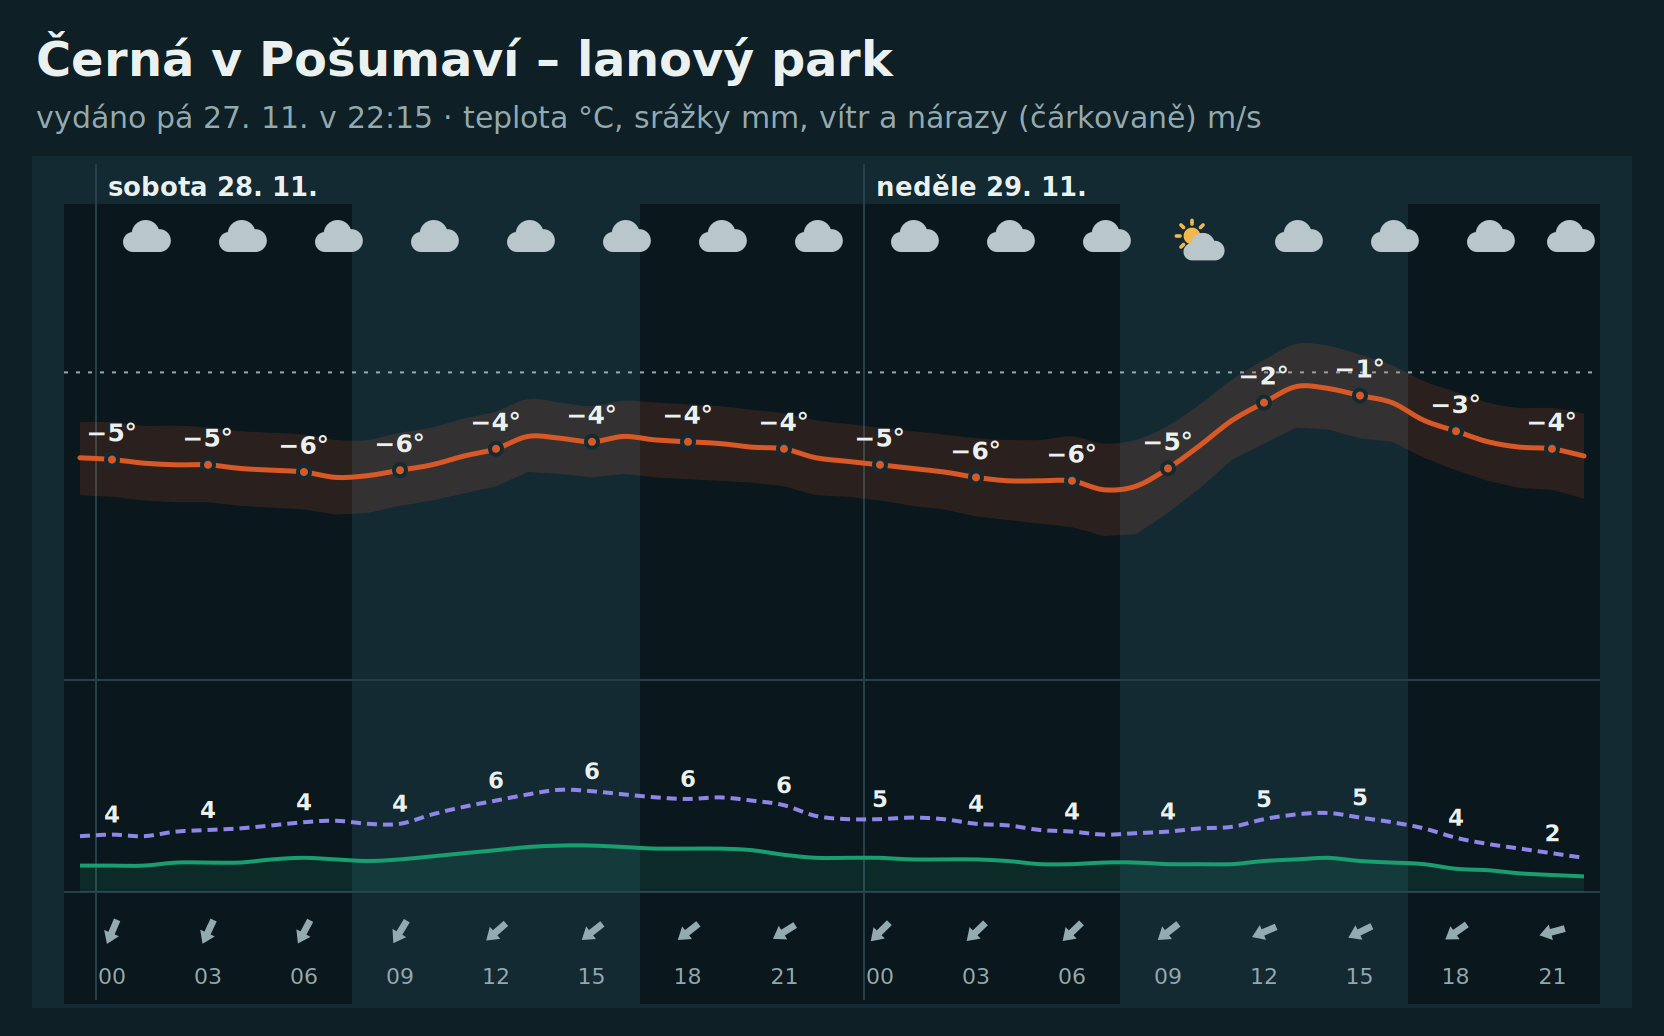 Černá v Pošumaví – lanový park
vydáno pá 27. 11. v 22:15 · teplota °C, srážky mm, vítr a nárazy (čárkovaně) m/s
sobota 28. 11. neděle 29. 11.
−5° −5° −6° −6° −4° −4° −4° −4° −5° −6° −6° −5° −2° −1° −3° −4°
4 4 4 4 6 6 6 6 5 4 4 4 5 5 4 2
00 03 06 09 12 15 18 21 00 03 06 09 12 15 18 21